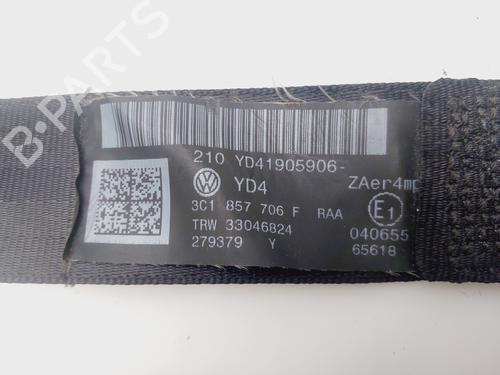 B-PARTS
210 YD41905906-
YD4 ZAer4mp
3C1 857 706 F RAA E1
TRW 33046824 040655
279379 Y 65618